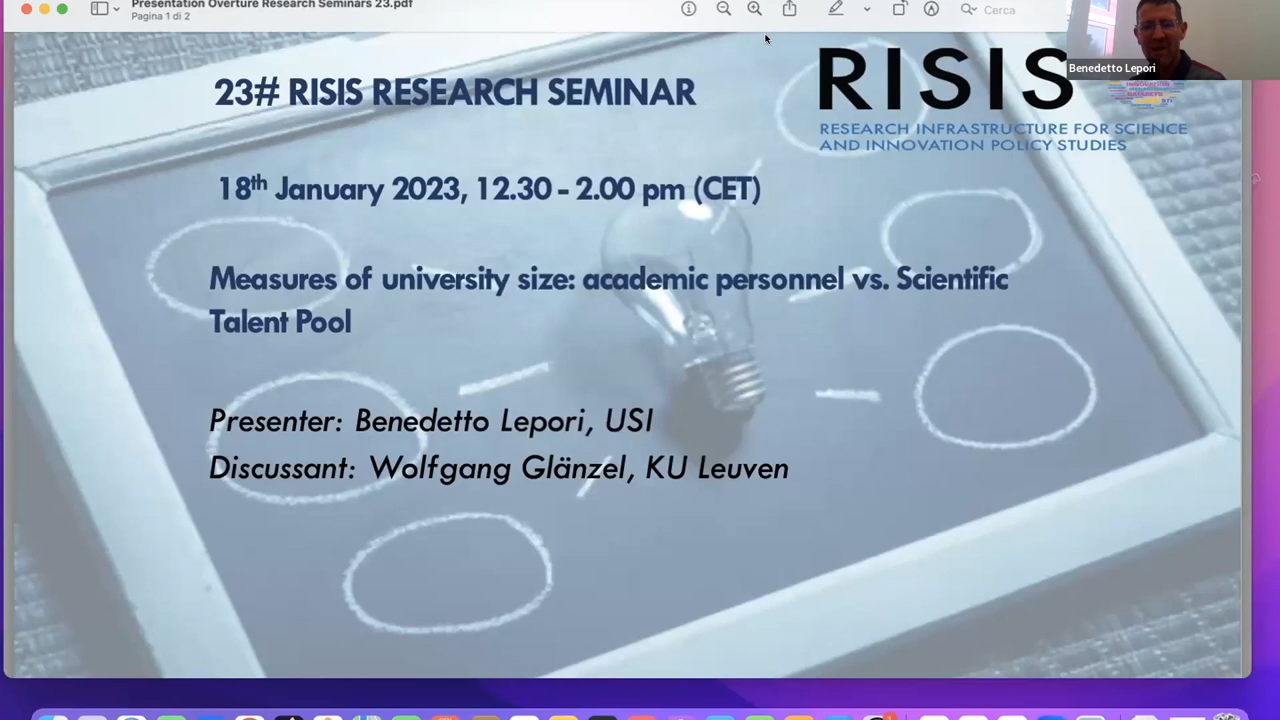 Presentation Overture Research Seminars 23.pdf
Pagina 1 di 2
Cerca
Benedetto Lepori
23# RISIS RESEARCH SEMINAR
RISIS
RESEARCH INFRASTRUCTURE FOR SCIENCE
AND INNOVATION POLICY STUDIES
18th January 2023, 12.30 - 2.00 pm (CET)
Measures of university size: academic personnel vs. Scientific
Talent Pool
Presenter: Benedetto Lepori, USI
Discussant: Wolfgang Glänzel, KU Leuven